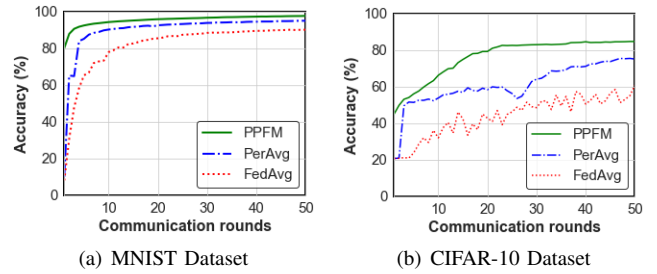 Accuracy (%)
100
80
60
40
20
0
PPFM
PerAvg
FedAvg
10
20
30
40
50
Communication rounds
(a) MNIST Dataset
Accuracy (%)
100
80
60
40
20
0
PPFM
PerAvg
FedAvg
10
20
30
40
50
Communication rounds
(b) CIFAR-10 Dataset